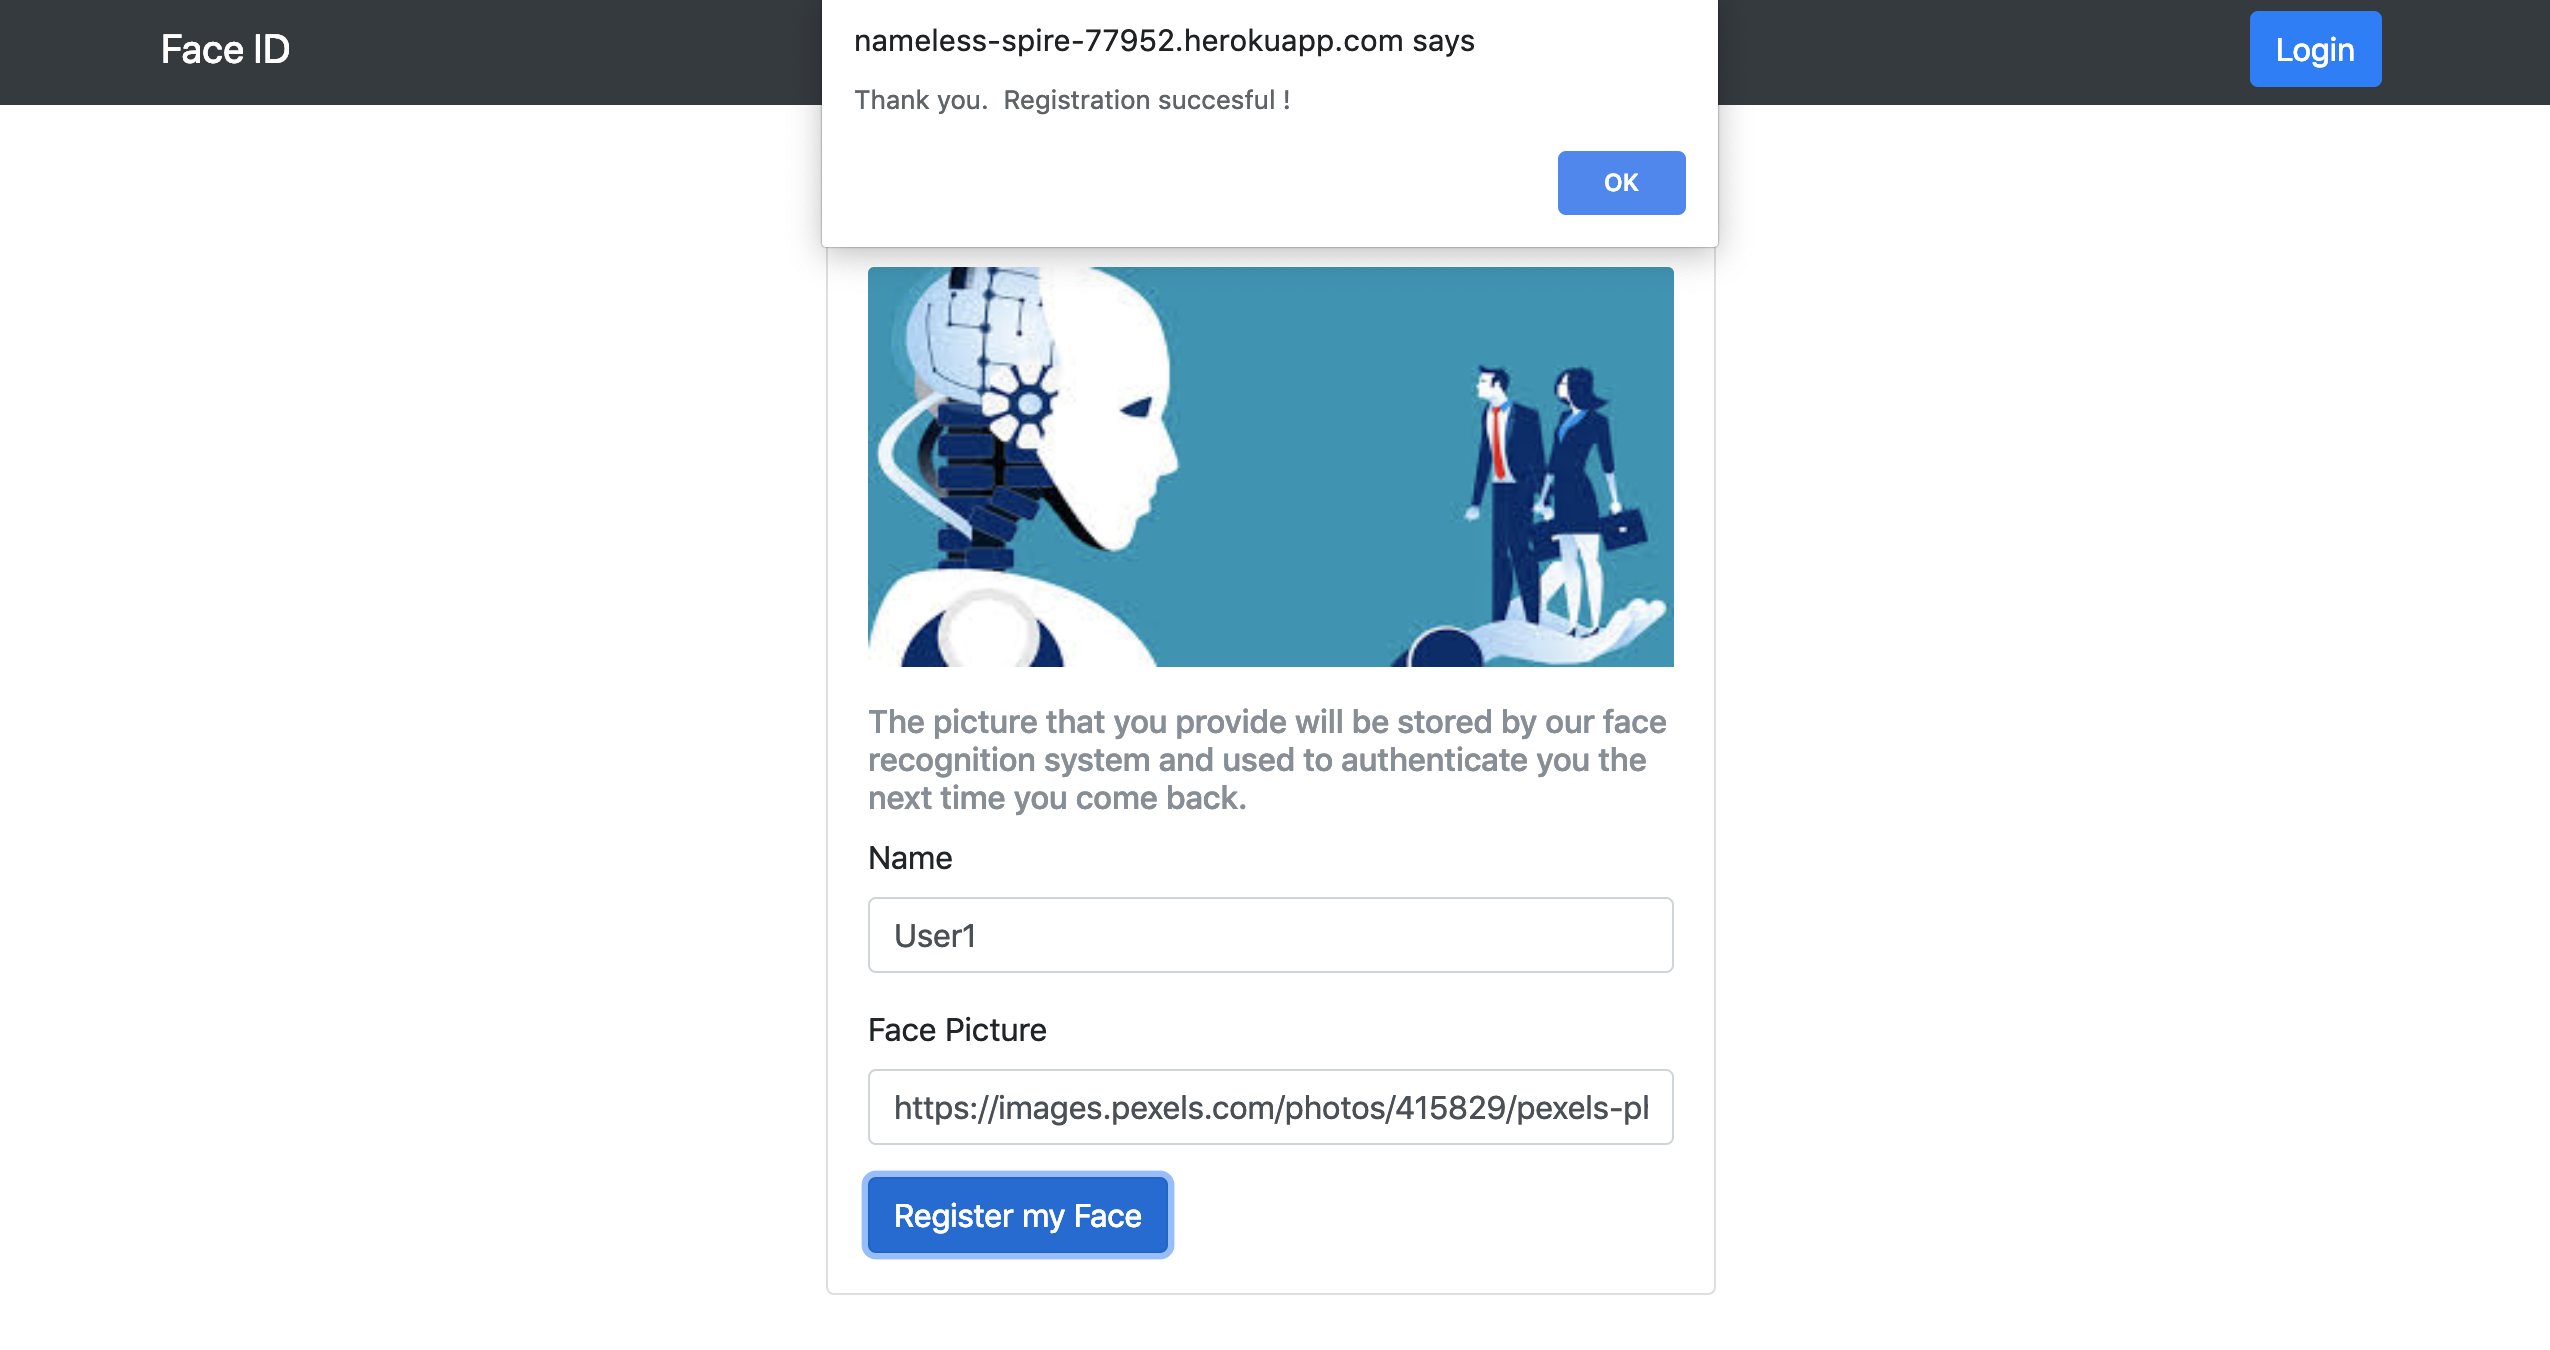 Face ID
Login
nameless-spire-77952.herokuapp.com says
Thank you.  Registration succesful !
OK
The picture that you provide will be stored by our face
recognition system and used to authenticate you the
next time you come back.
Name
User1
Face Picture
https://images.pexels.com/photos/415829/pexels-pl
Register my Face